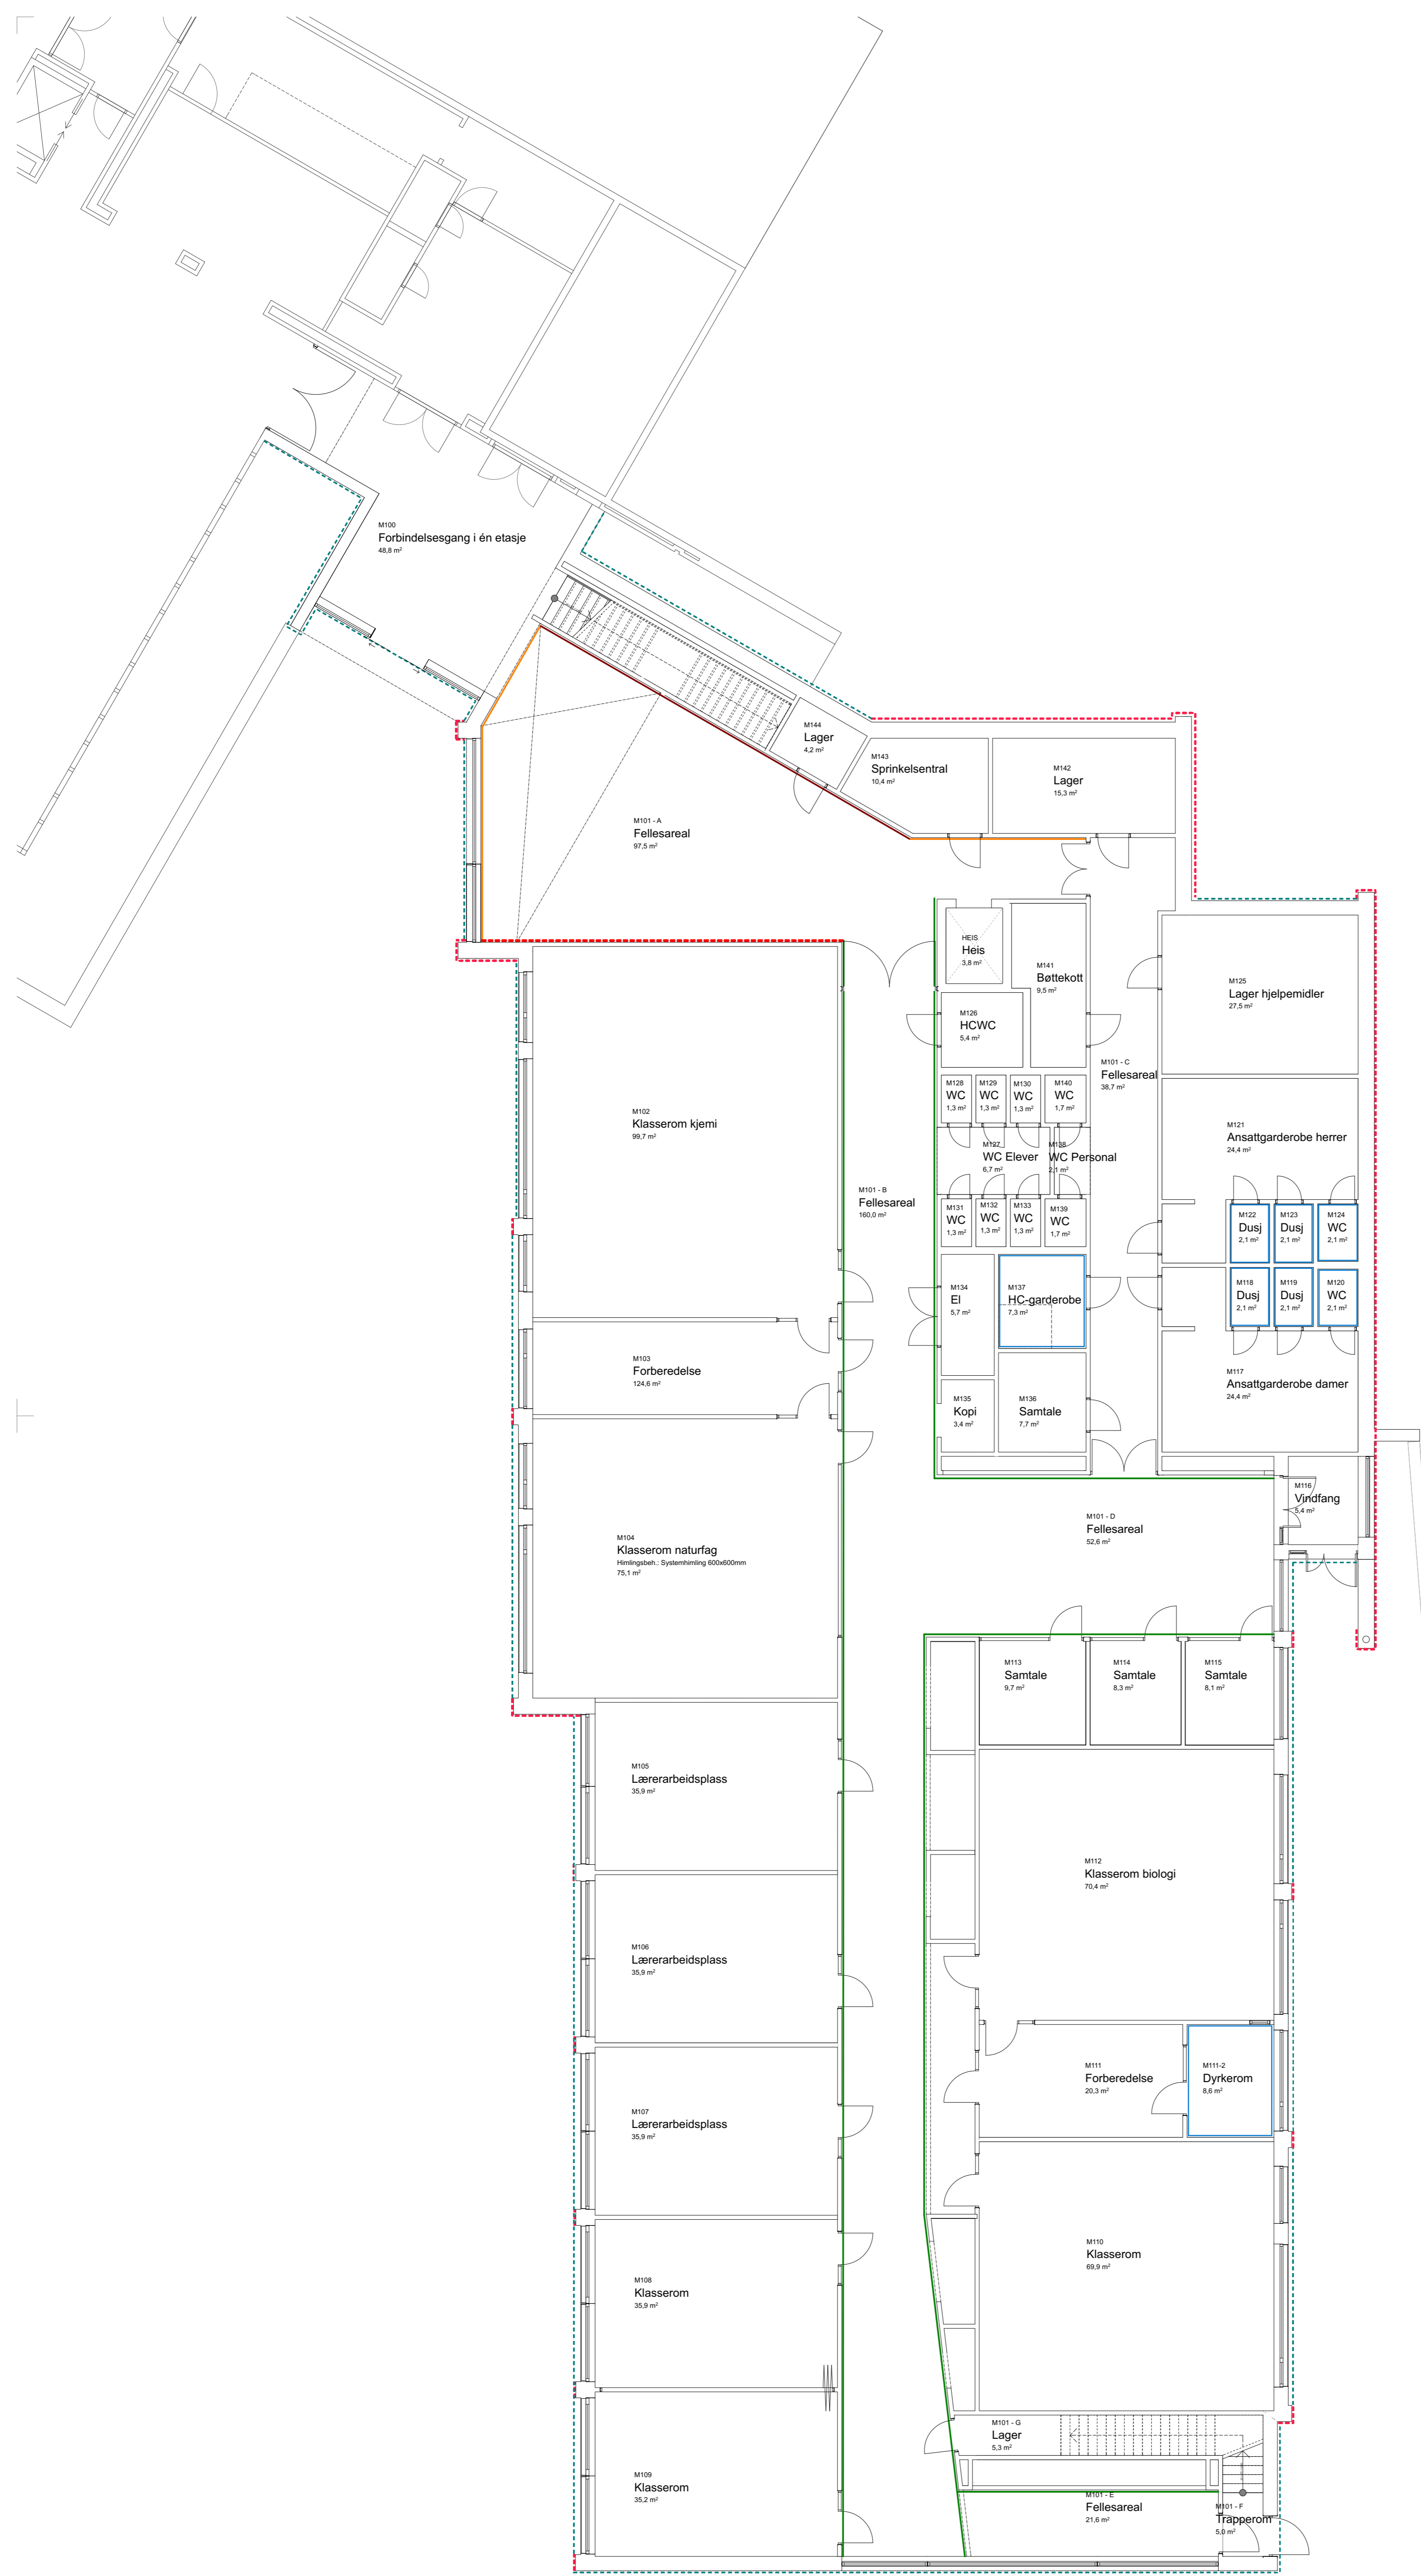 M100
Forbindelsesgang i én etasje
48,8 m²
M144
Lager
4,2 m²
M143
Sprinkelsentral
10,4 m²
M142
Lager
15,3 m²
M101 - A
Fellesareal
97,5 m²
HEIS
Heis
3,8 m²
M141
Bøttekott
9,5 m²
M125
Lager hjelpemidler
27,5 m²
M126
HCWC
5,4 m²
M101 - C
Fellesareal
38,7 m²
M128
WC
1,3 m²
M129
WC
1,3 m²
M130
WC
1,3 m²
M140
WC
1,7 m²
M102
Klasserom kjemi
99,7 m²
M121
Ansattgarderobe herrer
24,4 m²
M127
WC Elever
6,7 m²
M138
WC Personal
2,1 m²
M101 - B
Fellesareal
160,0 m²
M131
WC
1,3 m²
M132
WC
1,3 m²
M133
WC
1,3 m²
M139
WC
1,7 m²
M122
Dusj
2,1 m²
M123
Dusj
2,1 m²
M124
WC
2,1 m²
M118
Dusj
2,1 m²
M119
Dusj
2,1 m²
M120
WC
2,1 m²
M134
El
5,7 m²
M137
HC-garderobe
7,3 m²
M103
Forberedelse
124,6 m²
M117
Ansattgarderobe damer
24,4 m²
M135
Kopi
3,4 m²
M136
Samtale
7,7 m²
M116
Vindfang
5,4 m²
M101 - D
Fellesareal
52,6 m²
M104
Klasserom naturfag
Himlingsbeh.: Systemhimling 600x600mm
75,1 m²
M113
Samtale
9,7 m²
M114
Samtale
8,3 m²
M115
Samtale
8,1 m²
M105
Lærerarbeidsplass
35,9 m²
M112
Klasserom biologi
70,4 m²
M106
Lærerarbeidsplass
35,9 m²
M111
Forberedelse
20,3 m²
M111-2
Dyrkerom
8,6 m²
M107
Lærerarbeidsplass
35,9 m²
M110
Klasserom
69,9 m²
M108
Klasserom
35,9 m²
M101 - G
Lager
5,3 m²
M109
Klasserom
35,2 m²
M101 - E
Fellesareal
21,6 m²
M101 - F
Trapperom
5,0 m²